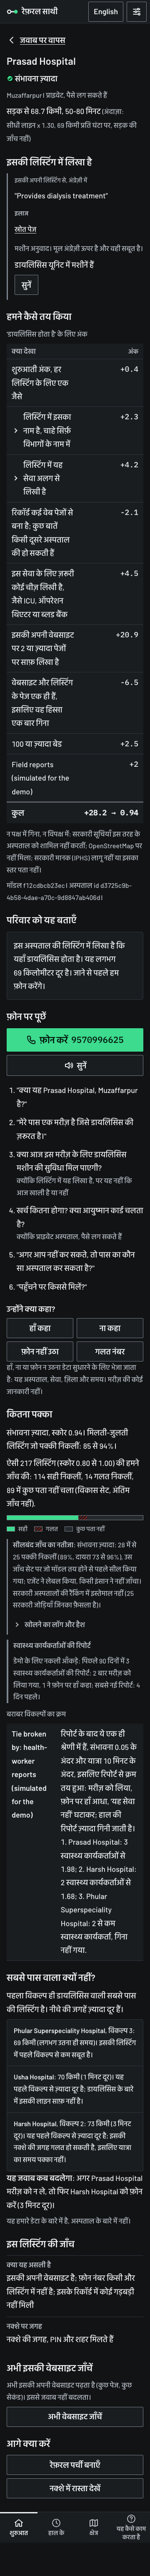 रेफ़रल साथी
English
जवाब पर वापस
Prasad Hospital
संभावना ज़्यादा
Muzaffarpur। प्राइवेट, पैसे लग सकते हैं
सड़क से 68.7 किमी, 50-80 मिनट (अंदाज़ा:
सीधी लाइन x 1.30, 69 किमी प्रति घंटा पर, सड़क की
जाँच नहीं)
इसकी लिस्टिंग में लिखा है
इसकी अपनी लिस्टिंग से, अंग्रेज़ी में
"Provides dialysis treatment"
इलाज
स्रोत पेज
मशीन अनुवाद। मूल अंग्रेज़ी ऊपर है और वही सबूत है।
डायलिसिस यूनिट में मशीनें हैं
सुनें
हमने कैसे तय किया
'डायलिसिस होता है' के लिए अंक
क्या देखा
अंक
शुरुआती अंक, हर
लिस्टिंग के लिए एक
जैसे
+0.4
लिस्टिंग में इसका
नाम है, चाहे सिर्फ़
विभागों के नाम में
+2.3
लिस्टिंग में यह
सेवा अलग से
लिखी है
+4.2
रिकॉर्ड कई वेब पेजों से
बना है; कुछ बातें
किसी दूसरे अस्पताल
की हो सकती हैं
-2.1
इस सेवा के लिए ज़रूरी
कोई चीज़ लिखी है,
जैसे ICU, ऑपरेशन
थिएटर या ब्लड बैंक
+4.5
इसकी अपनी वेबसाइट
पर 2 या ज़्यादा पेजों
पर साफ़ लिखा है
+20.9
वेबसाइट और लिस्टिंग
के पेज एक ही हैं,
इसलिए वह हिस्सा
एक बार गिना
-6.5
100 या ज़्यादा बेड
+2.5
Field reports
(simulated for the
demo)
+2
कुल
+28.2 → 0.94
न पक्ष में गिना, न विपक्ष में: सरकारी सुविधाएँ इस तरह के
अस्पताल को शामिल नहीं करतीं; OpenStreetMap पर
नहीं मिला; सरकारी मानक (IPHS) लागू नहीं या इसका
स्तर पता नहीं।
मॉडल f12cdbcb23ec। अस्पताल id d3725c9b-
4b58-4dae-a70c-9d8847ab406d।
परिवार को यह बताएँ
इस अस्पताल की लिस्टिंग में लिखा है कि
यहाँ डायलिसिस होता है। यह लगभग
69 किलोमीटर दूर है। जाने से पहले हम
फ़ोन करेंगे।
फ़ोन पर पूछें
फ़ोन करें 9570996625
सुनें
1. "क्या यह Prasad Hospital, Muzaffarpur
है?"
2. "मेरे पास एक मरीज़ है जिसे डायलिसिस की
ज़रूरत है।"
3. क्या आज इस मरीज़ के लिए डायलिसिस
मशीन की सुविधा मिल पाएगी?
क्योंकि लिस्टिंग में यह लिखा है, पर यह नहीं कि
आज खाली है या नहीं
4. खर्च कितना होगा? क्या आयुष्मान कार्ड चलता
है?
क्योंकि प्राइवेट अस्पताल, पैसे लग सकते हैं
5. "अगर आप नहीं कर सकते, तो पास का कौन
सा अस्पताल कर सकता है?"
6. "पहुँचने पर किससे मिलें?"
उन्होंने क्या कहा?
हाँ कहा
ना कहा
फ़ोन नहीं उठा
गलत नंबर
हाँ, ना या फ़ोन न उठना डेटा सुधारने के लिए भेजा जाता
है: यह अस्पताल, सेवा, ज़िला और समय। मरीज़ की कोई
जानकारी नहीं।
कितना पक्का
संभावना ज़्यादा, स्कोर 0.94। मिलती-जुलती
लिस्टिंग जो पक्की निकलीं: 85 से 94%।
ऐसी 217 लिस्टिंग (स्कोर 0.80 से 1.00) की हमने
जाँच की: 114 सही निकलीं, 14 गलत निकलीं,
89 में कुछ पता नहीं चला (विकास सेट, अंतिम
जाँच नहीं)।
सही
गलत
कुछ पता नहीं
सीलबंद जाँच का नतीजा: संभावना ज़्यादा: 28 में से
25 पक्की निकलीं (89%, दायरा 73 से 96%)। उस
जाँच सेट पर जो मॉडल तय होने से पहले सील किया
गया; एजेंट ने लेबल किया, किसी इंसान ने नहीं जाँचा।
सरकारी अस्पतालों की रैंकिंग में इस्तेमाल नहीं (25
सरकारी जोड़ियाँ जिनका फ़ैसला है)।
खोलने का लॉग और हैश
स्वास्थ्य कार्यकर्ताओं की रिपोर्ट
डेमो के लिए नकली आँकड़े: पिछले 90 दिनों में 3
स्वास्थ्य कार्यकर्ताओं की रिपोर्ट: 2 बार मरीज़ को
लिया गया, 1 ने फ़ोन पर हाँ कहा; सबसे नई रिपोर्ट: 4
दिन पहले।
बराबर विकल्पों का क्रम
Tie broken
by: health-
worker
reports
(simulated
for the
demo)
रिपोर्ट के बाद ये एक ही
श्रेणी में हैं, संभावना 0.05 के
अंदर और यात्रा 10 मिनट के
अंदर, इसलिए रिपोर्ट से क्रम
तय हुआ: मरीज़ को लिया,
फ़ोन पर हाँ आधा, 'यह सेवा
नहीं' घटाकर; हाल की
रिपोर्ट ज़्यादा गिनी जाती है।
1. Prasad Hospital: 3
स्वास्थ्य कार्यकर्ताओं से
1.98; 2. Harsh Hospital:
2 स्वास्थ्य कार्यकर्ताओं से
1.68; 3. Phular
Superspeciality
Hospital: 2 से कम
स्वास्थ्य कार्यकर्ता, गिना
नहीं गया.
सबसे पास वाला क्यों नहीं?
पहला विकल्प ही डायलिसिस वाली सबसे पास
की लिस्टिंग है। नीचे की जगहें ज़्यादा दूर हैं।
Phular Superspeciality Hospital, विकल्प 3:
69 किमी (लगभग उतना ही समय)। इसकी लिस्टिंग
में पहले विकल्प से कम सबूत है।
Usha Hospital: 70 किमी (1 मिनट दूर)। यह
पहले विकल्प से ज़्यादा दूर है; डायलिसिस के बारे
में इसकी लाइन साफ़ नहीं है।
Harsh Hospital, विकल्प 2: 73 किमी (3 मिनट
दूर)। यह पहले विकल्प से ज़्यादा दूर है; इसकी
नक्शे की जगह गलत हो सकती है, इसलिए यात्रा
का समय पक्का नहीं।
यह जवाब कब बदलेगा: अगर Prasad Hospital
मरीज़ को न ले, तो फिर Harsh Hospital को फ़ोन
करें (3 मिनट दूर)।
यह हमारे डेटा के बारे में है, अस्पताल के बारे में नहीं।
इस लिस्टिंग की जाँच
क्या यह असली है
इसकी अपनी वेबसाइट है; फ़ोन नंबर किसी और
लिस्टिंग में नहीं है; इसके रिकॉर्ड में कोई गड़बड़ी
नहीं मिली
नक्शे पर जगह
नक्शे की जगह, PIN और शहर मिलते हैं
अभी इसकी वेबसाइट जाँचें
अभी इसकी अपनी वेबसाइट पढ़ता है (कुछ पेज, कुछ
सेकंड)। इससे जवाब नहीं बदलता।
अभी वेबसाइट जाँचें
आगे क्या करें
रेफ़रल पर्ची बनाएँ
नक्शे में रास्ता देखें
शुरुआत
हाल के
क्षेत्र
यह कैसे काम
करता है